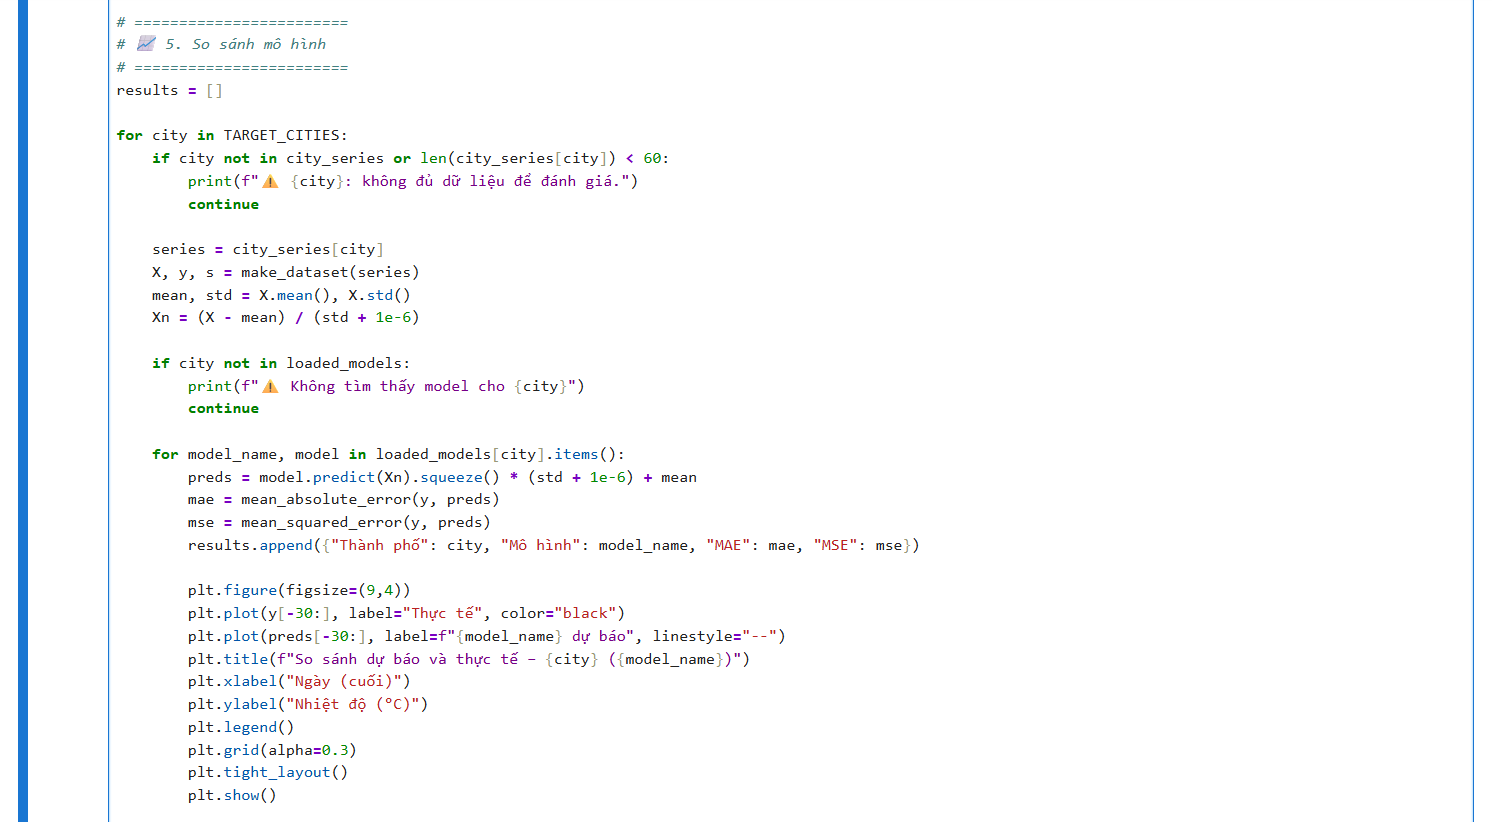 # ========================
# 📈 5. So sánh mô hình
# ========================
results = []

for city in TARGET_CITIES:
    if city not in city_series or len(city_series[city]) < 60:
        print(f"⚠️ {city}: không đủ dữ liệu để đánh giá.")
        continue

    series = city_series[city]
    X, y, s = make_dataset(series)
    mean, std = X.mean(), X.std()
    Xn = (X - mean) / (std + 1e-6)

    if city not in loaded_models:
        print(f"⚠️ Không tìm thấy model cho {city}")
        continue

    for model_name, model in loaded_models[city].items():
        preds = model.predict(Xn).squeeze() * (std + 1e-6) + mean
        mae = mean_absolute_error(y, preds)
        mse = mean_squared_error(y, preds)
        results.append({"Thành phố": city, "Mô hình": model_name, "MAE": mae, "MSE": mse})

        plt.figure(figsize=(9,4))
        plt.plot(y[-30:], label="Thực tế", color="black")
        plt.plot(preds[-30:], label=f"{model_name} dự báo", linestyle="--")
        plt.title(f"So sánh dự báo và thực tế – {city} ({model_name})")
        plt.xlabel("Ngày (cuối)")
        plt.ylabel("Nhiệt độ (°C)")
        plt.legend()
        plt.grid(alpha=0.3)
        plt.tight_layout()
        plt.show()